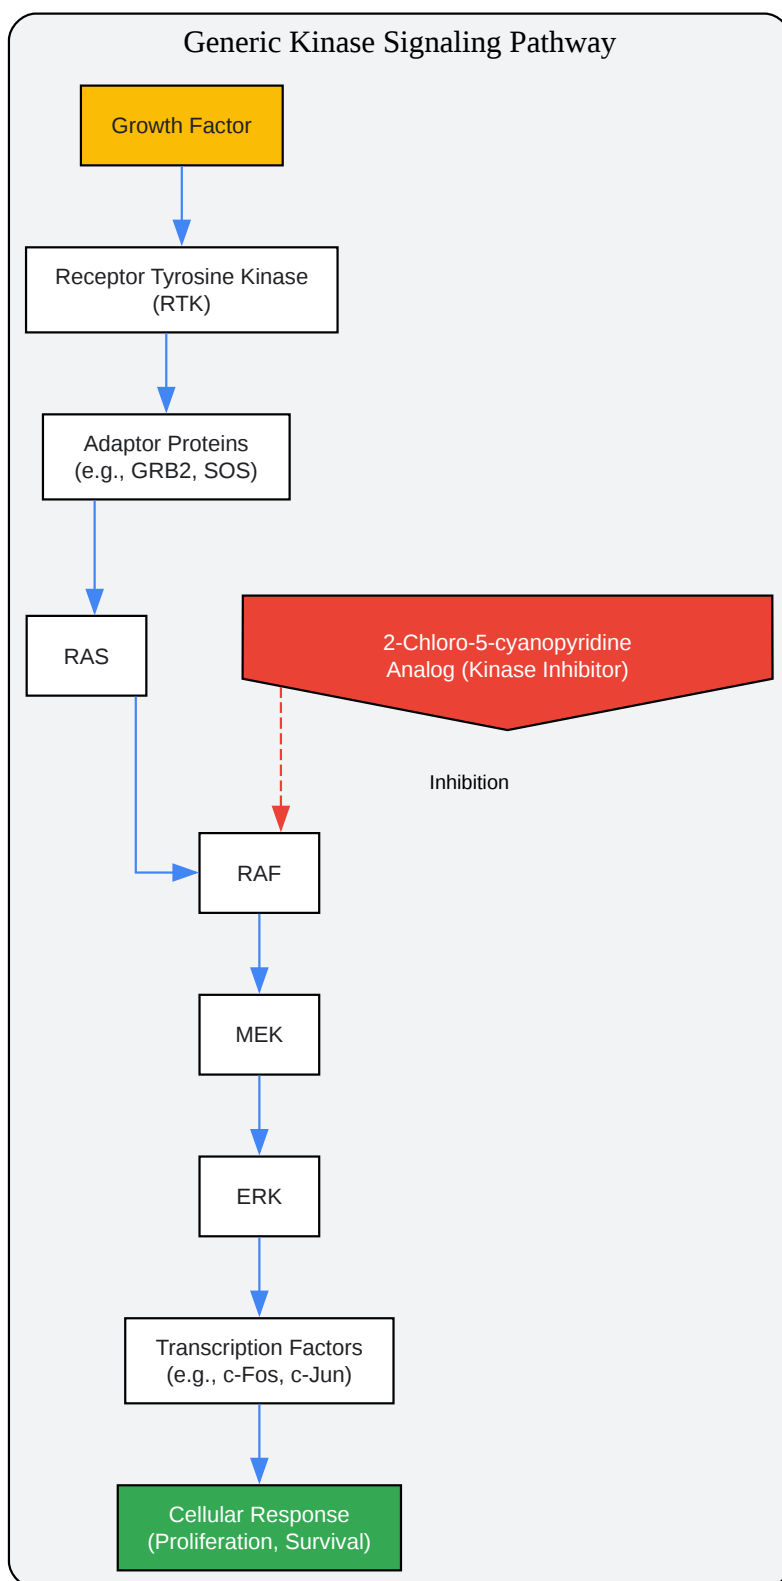 Generic Kinase Signaling Pathway
Growth Factor
Receptor Tyrosine Kinase
(RTK)
Adaptor Proteins
(e.g., GRB2, SOS)
RAS
2-Chloro-5-cyanopyridine
Analog (Kinase Inhibitor)
Inhibition
RAF
MEK
ERK
Transcription Factors
(e.g., c-Fos, c-Jun)
Cellular Response
(Proliferation, Survival)